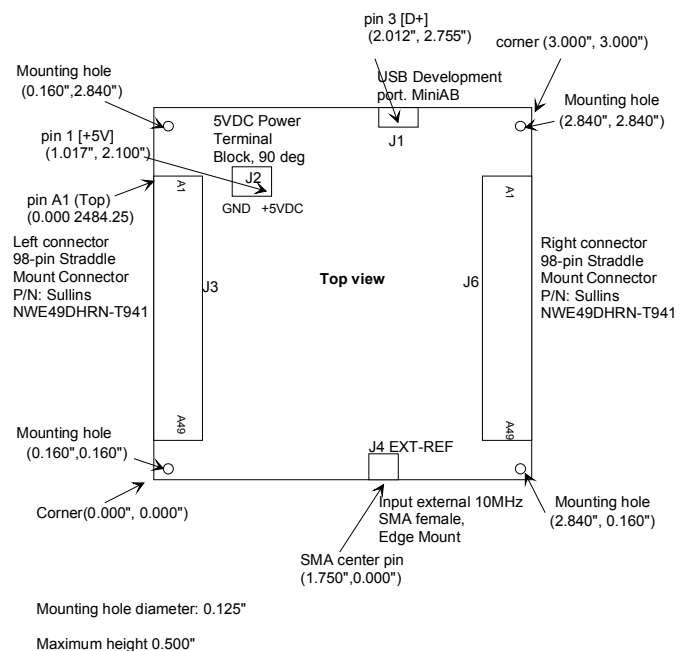 pin 3 [D+]
(2.012", 2.755")
corner (3.000", 3.000")
Mounting hole
(0.160",2.840")
USB Development
port. MiniAB
Mounting hole
(2.840", 2.840")
5VDC Power
Terminal
Block, 90 deg
J1
pin 1 [+5V]
(1.017", 2.100")
J2
GND +5VDC
pin A1 (Top)
(0.000 2484.25)
A1
A1
Left connector
98-pin Straddle
Mount Connector
P/N: Sullins
NWE49DHRN-T941
J3
Top view
J6
Right connector
98-pin Straddle
Mount Connector
P/N: Sullins
NWE49DHRN-T941
A49
A49
Mounting hole
(0.160",0.160")
J4 EXT-REF
Corner(0.000", 0.000")
Input external 10MHz
SMA female,
Edge Mount
Mounting hole
(2.840", 0.160")
SMA center pin
(1.750",0.000")
Mounting hole diameter: 0.125"
Maximum height 0.500"